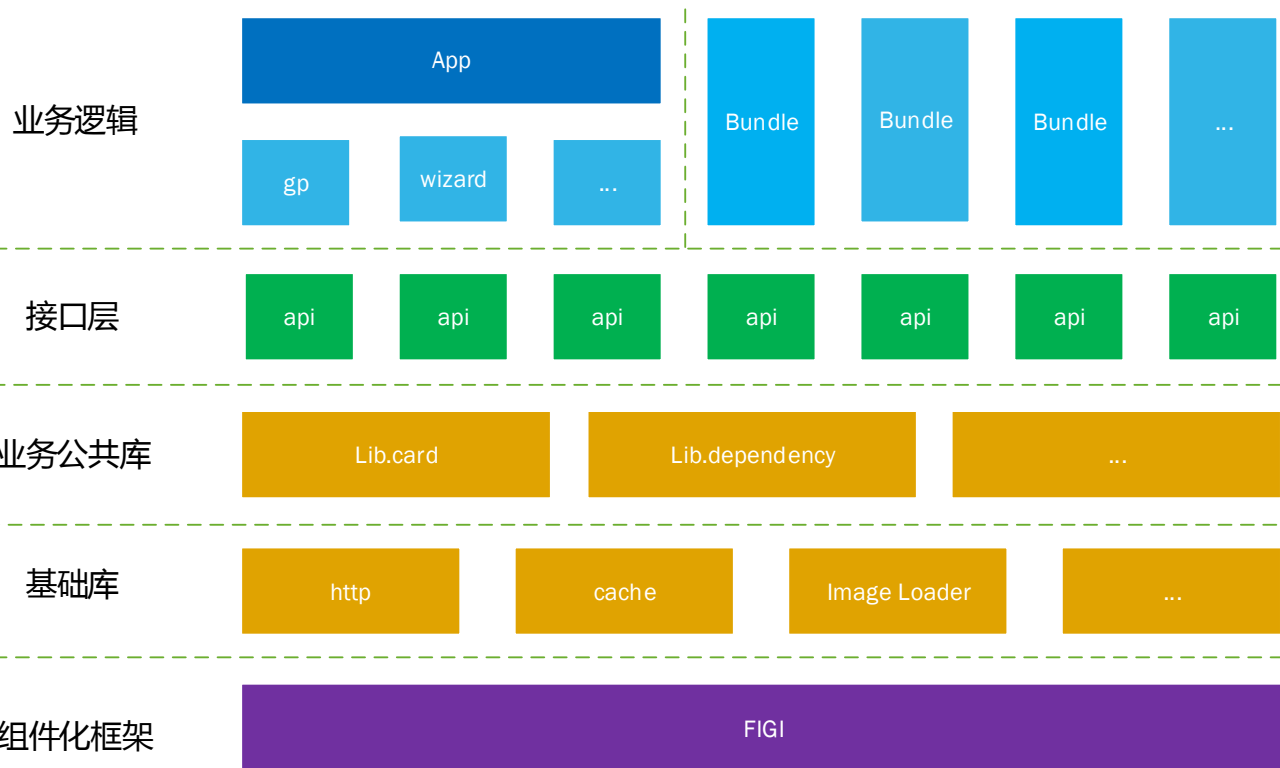 App
业务逻辑
Bundle
Bundle
Bundle
...
gp
wizard
...
接口层
api
api
api
api
api
api
api
业务公共库
Lib.card
Lib.dependency
...
基础库
http
cache
Image Loader
...
组件化框架
FIGI